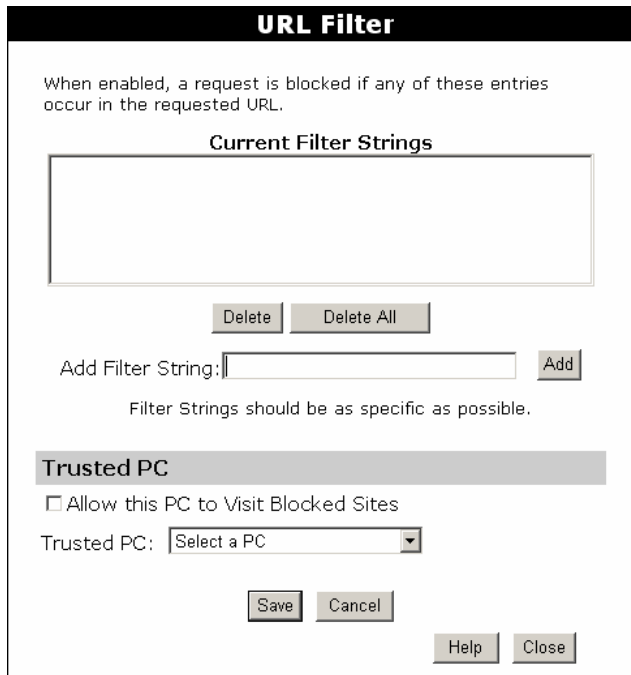 URL Filter
When enabled, a request is blocked if any of these entries
occur in the requested URL.
Current Filter Strings
Delete Delete All
Add Filter String: Add
Filter Strings should be as specific as possible.
Trusted PC
Allow this PC to Visit Blocked Sites
Trusted PC: Select a PC
Save Cancel
Help Close